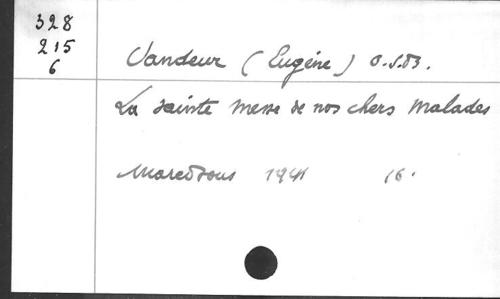 328
215
6
Vandeur (Eugène) O.S.B.
La sainte messe de nos chers malades
Maredsous 1941 16.